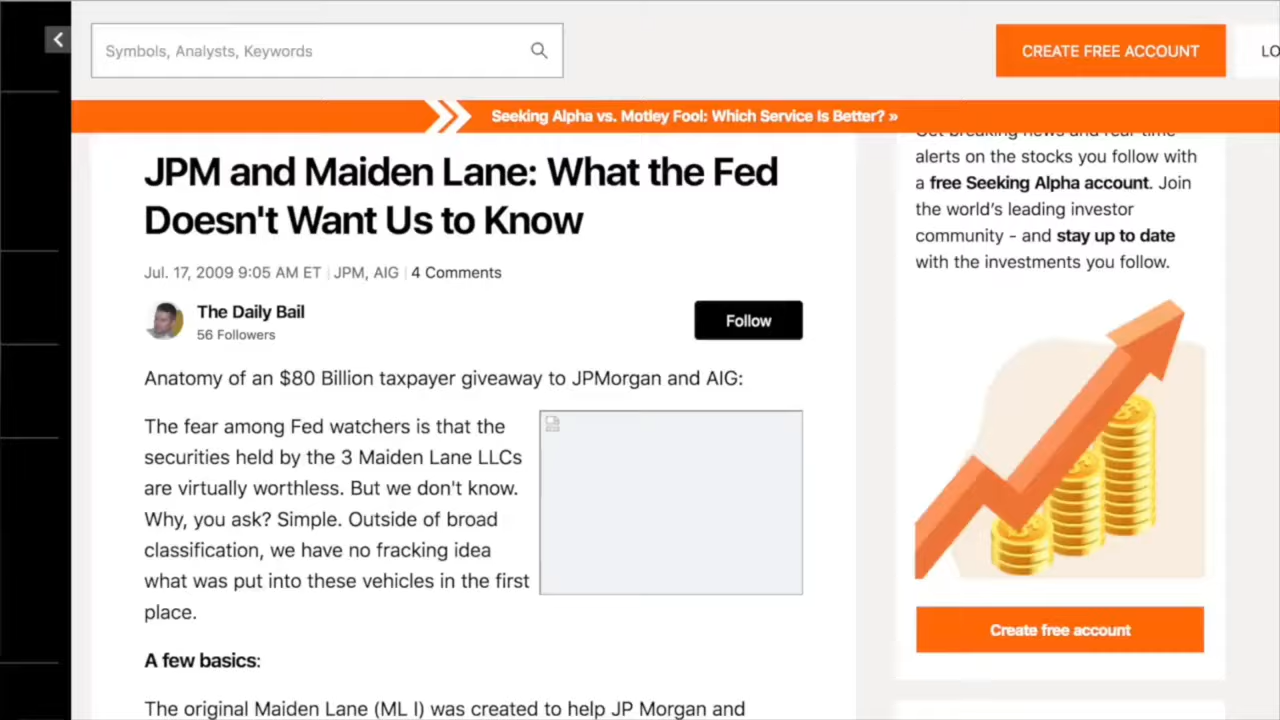 Symbols, Analysts, Keywords
CREATE FREE ACCOUNT
LO
Seeking Alpha vs. Motley Fool: Which Service Is Better? »
JPM and Maiden Lane: What the Fed
Doesn't Want Us to Know
Jul. 17, 2009 9:05 AM ET | JPM, AIG | 4 Comments
The Daily Bail
56 Followers
Follow
Anatomy of an $80 Billion taxpayer giveaway to JPMorgan and AIG:
The fear among Fed watchers is that the
securities held by the 3 Maiden Lane LLCs
are virtually worthless. But we don't know.
Why, you ask? Simple. Outside of broad
classification, we have no fracking idea
what was put into these vehicles in the first
place.
A few basics:
The original Maiden Lane (ML I) was created to help JP Morgan and
Get breaking news and real-time
alerts on the stocks you follow with
a free Seeking Alpha account. Join
the world's leading investor
community - and stay up to date
with the investments you follow.
Create free account